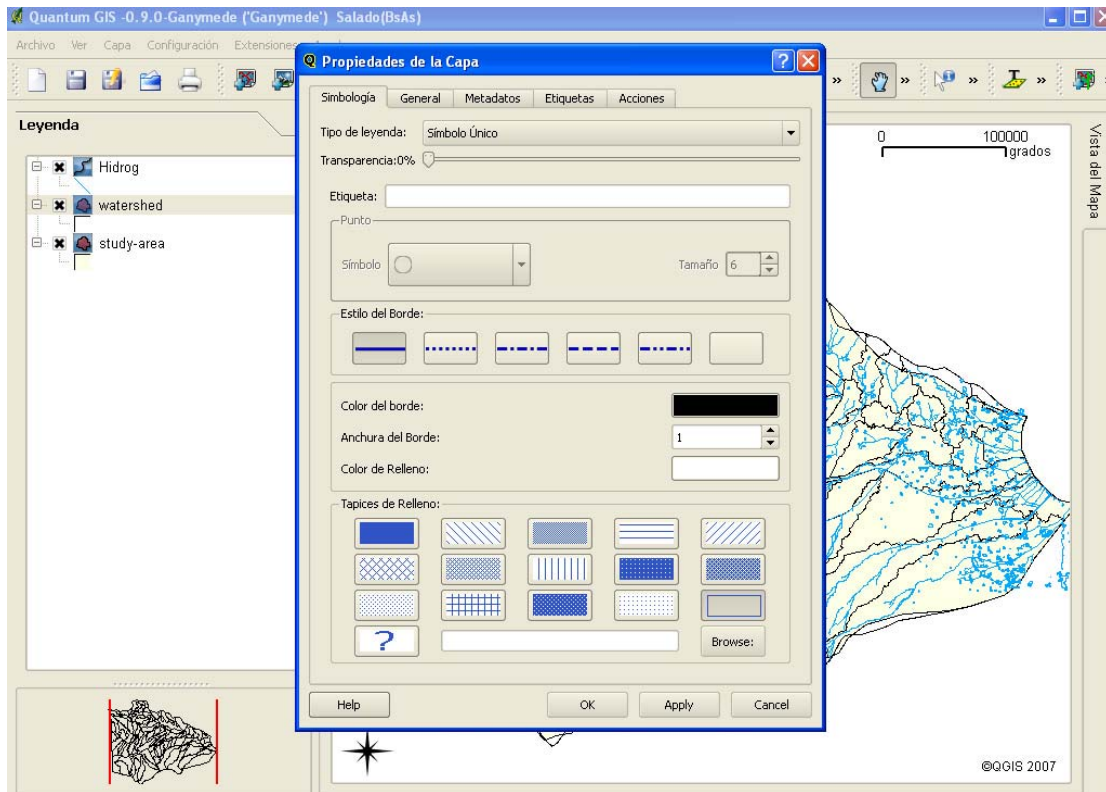 Quantum GIS -0.9.0-Ganymede ('Ganymede') Salado(BsAs)
Archivo Ver Capa Configuración Extensiones
Propiedades de la Capa
Simbología General Metadatos Etiquetas Acciones
Leyenda
Tipo de leyenda: Símbolo Único
0 100000
grados
Vista del Mapa
Transparencia:0%
Hidrog
Etiqueta:
watershed
Punto
study-area
Símbolo Tamaño 6
Estilo del Borde:
Color del borde:
Anchura del Borde: 1
Color de Relleno:
Tapices de Relleno:
? Browse:
Help OK Apply Cancel
©QGIS 2007